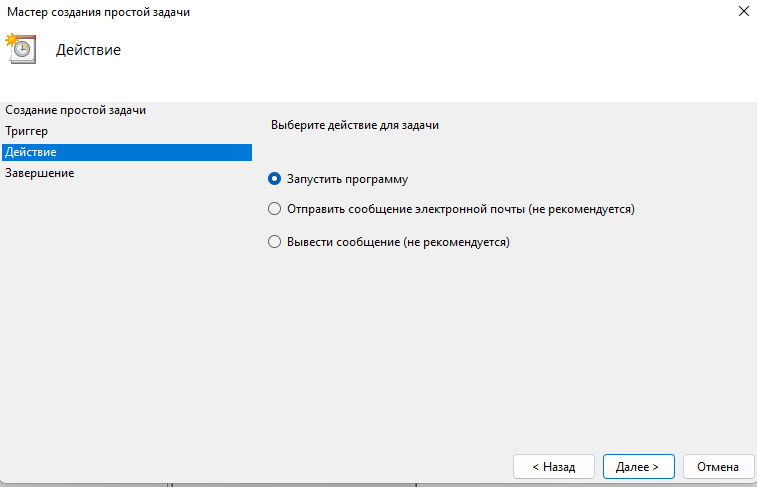 Мастер создания простой задачи
Действие
Создание простой задачи
Триггер
Действие
Завершение
Выберите действие для задачи
Запустить программу
Отправить сообщение электронной почты (не рекомендуется)
Вывести сообщение (не рекомендуется)
< Назад
Далее >
Отмена